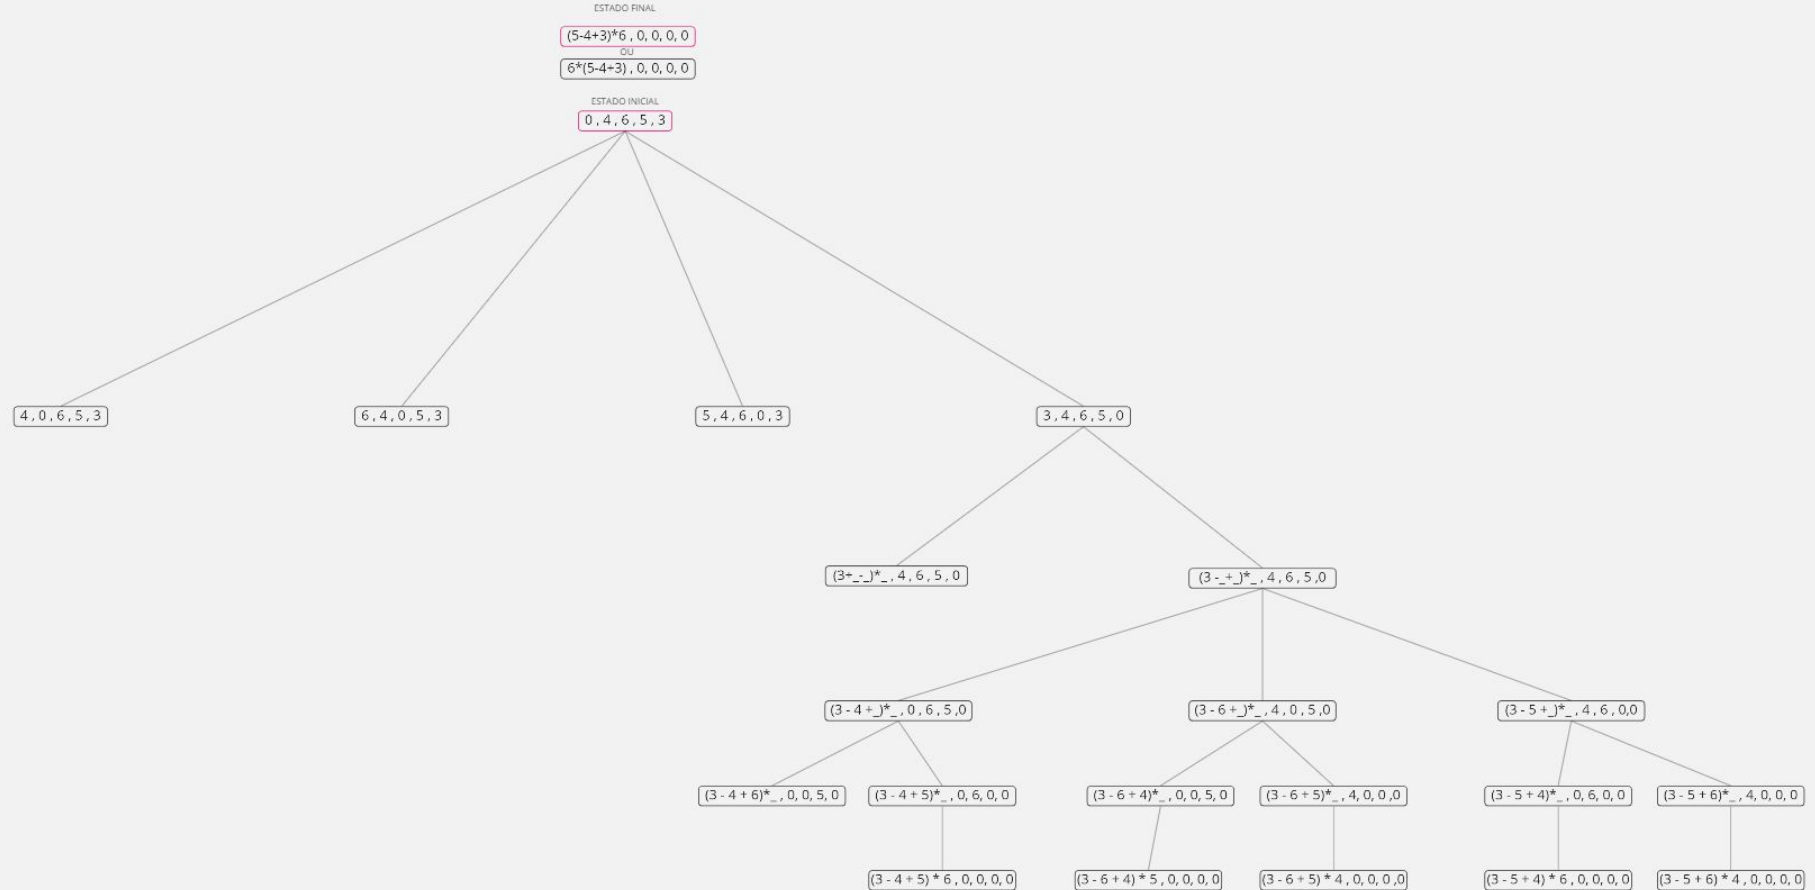 ESTADO FINAL
(5-4+3)*6 , 0, 0, 0, 0
OU
6*(5-4+3) , 0, 0, 0, 0
ESTADO INICIAL
0 , 4 , 6 , 5 , 3
4 , 0 , 6 , 5 , 3
6 , 4 , 0 , 5 , 3
5 , 4 , 6 , 0 , 3
3 , 4 , 6 , 5 , 0
(3+_-_)*_ , 4 , 6 , 5 , 0
(3 -_+_)*_ , 4 , 6 , 5 ,0
(3 - 4 +_)*_ , 0 , 6 , 5 ,0
(3 - 6 +_)*_ , 4 , 0 , 5 ,0
(3 - 5 +_)*_ , 4 , 6 , 0,0
(3 - 4 + 6)*_ , 0, 0, 5, 0
(3 - 4 + 5)*_ , 0, 6, 0, 0
(3 - 6 + 4)*_ , 0, 0, 5, 0
(3 - 6 + 5)*_ , 4, 0, 0 ,0
(3 - 5 + 4)*_ , 0, 6, 0, 0
(3 - 5 + 6)*_ , 4, 0, 0, 0
(3 - 4 + 5) * 6 , 0, 0, 0, 0
(3 - 6 + 4) * 5 , 0, 0, 0, 0
(3 - 6 + 5) * 4 , 0, 0, 0 ,0
(3 - 5 + 4) * 6 , 0, 0, 0, 0
(3 - 5 + 6) * 4 , 0, 0, 0, 0